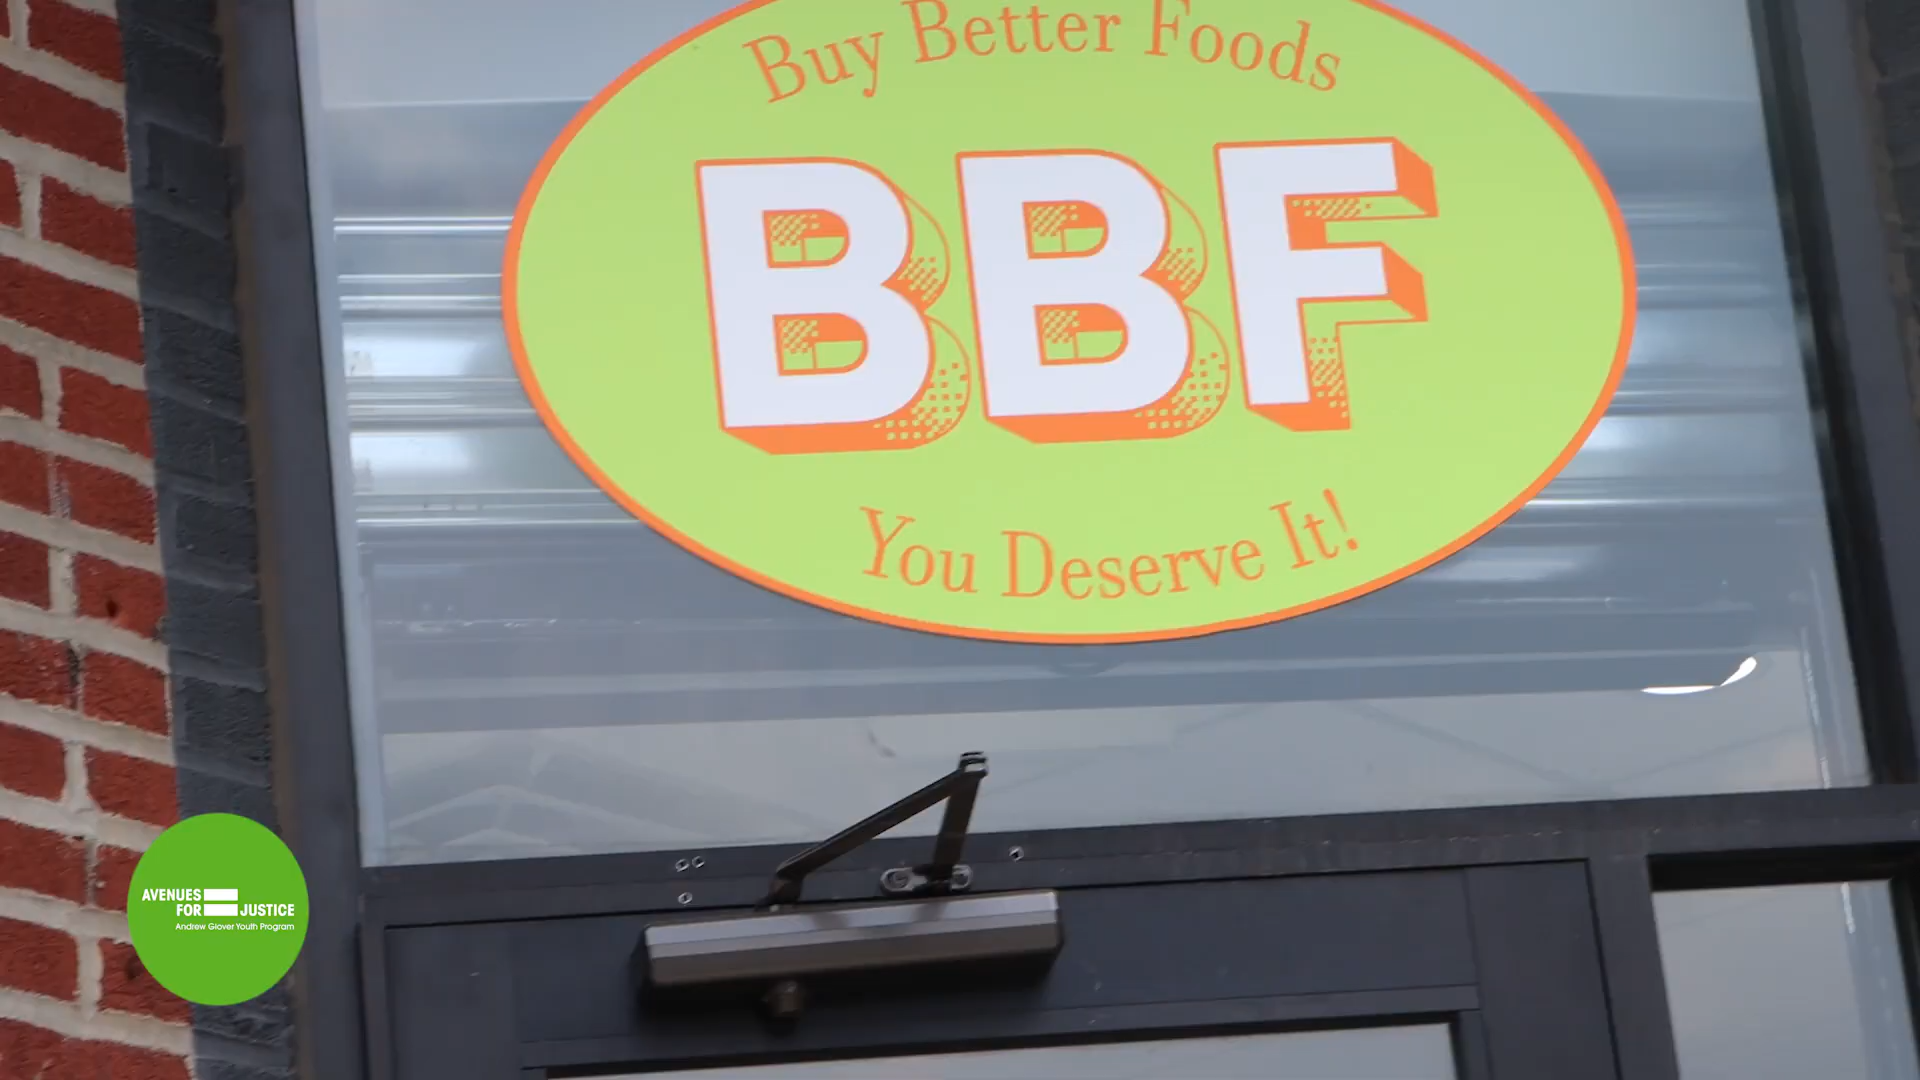 Buy Better Foods
BBF
You Deserve It!
AVENUES
FOR JUSTICE
Andrew Glover Youth Program